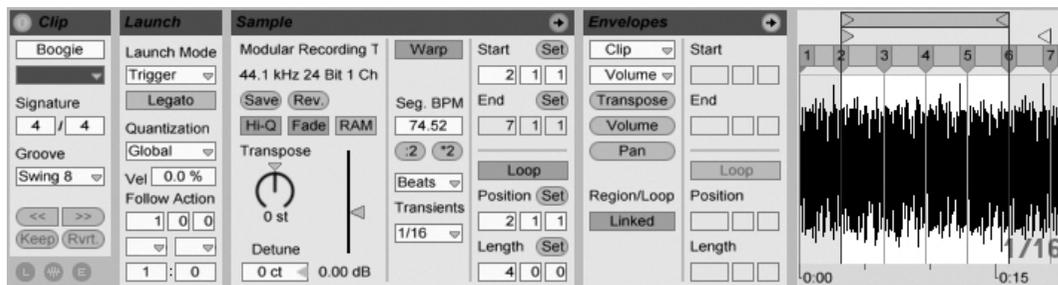 Clip
Boogie
Signature
4 / 4
Groove
Swing 8
<< >>
Keep Rvrt.
L E
Launch
Launch Mode
Trigger
Legato
Quantization
Global
Vel 0.0 %
Follow Action
1 0 0
1 : 0
Sample
Modular Recording T
44.1 kHz 24 Bit 1 Ch
Save Rev.
Hi-Q Fade RAM
Transpose
0 st
Detune
0 ct 0.00 dB
Warp
Seg. BPM
74.52
:2 *2
Beats
Transients
1/16
Start Set
2 1 1
End Set
7 1 1
Loop
Position Set
2 1 1
Length Set
4 0 0
Envelopes
Clip
Volume
Transpose
Volume
Pan
Region/Loop
Linked
Start
End
Loop
Position
Length
1 2 3 4 5 6 7
1/16
0:00 0:15